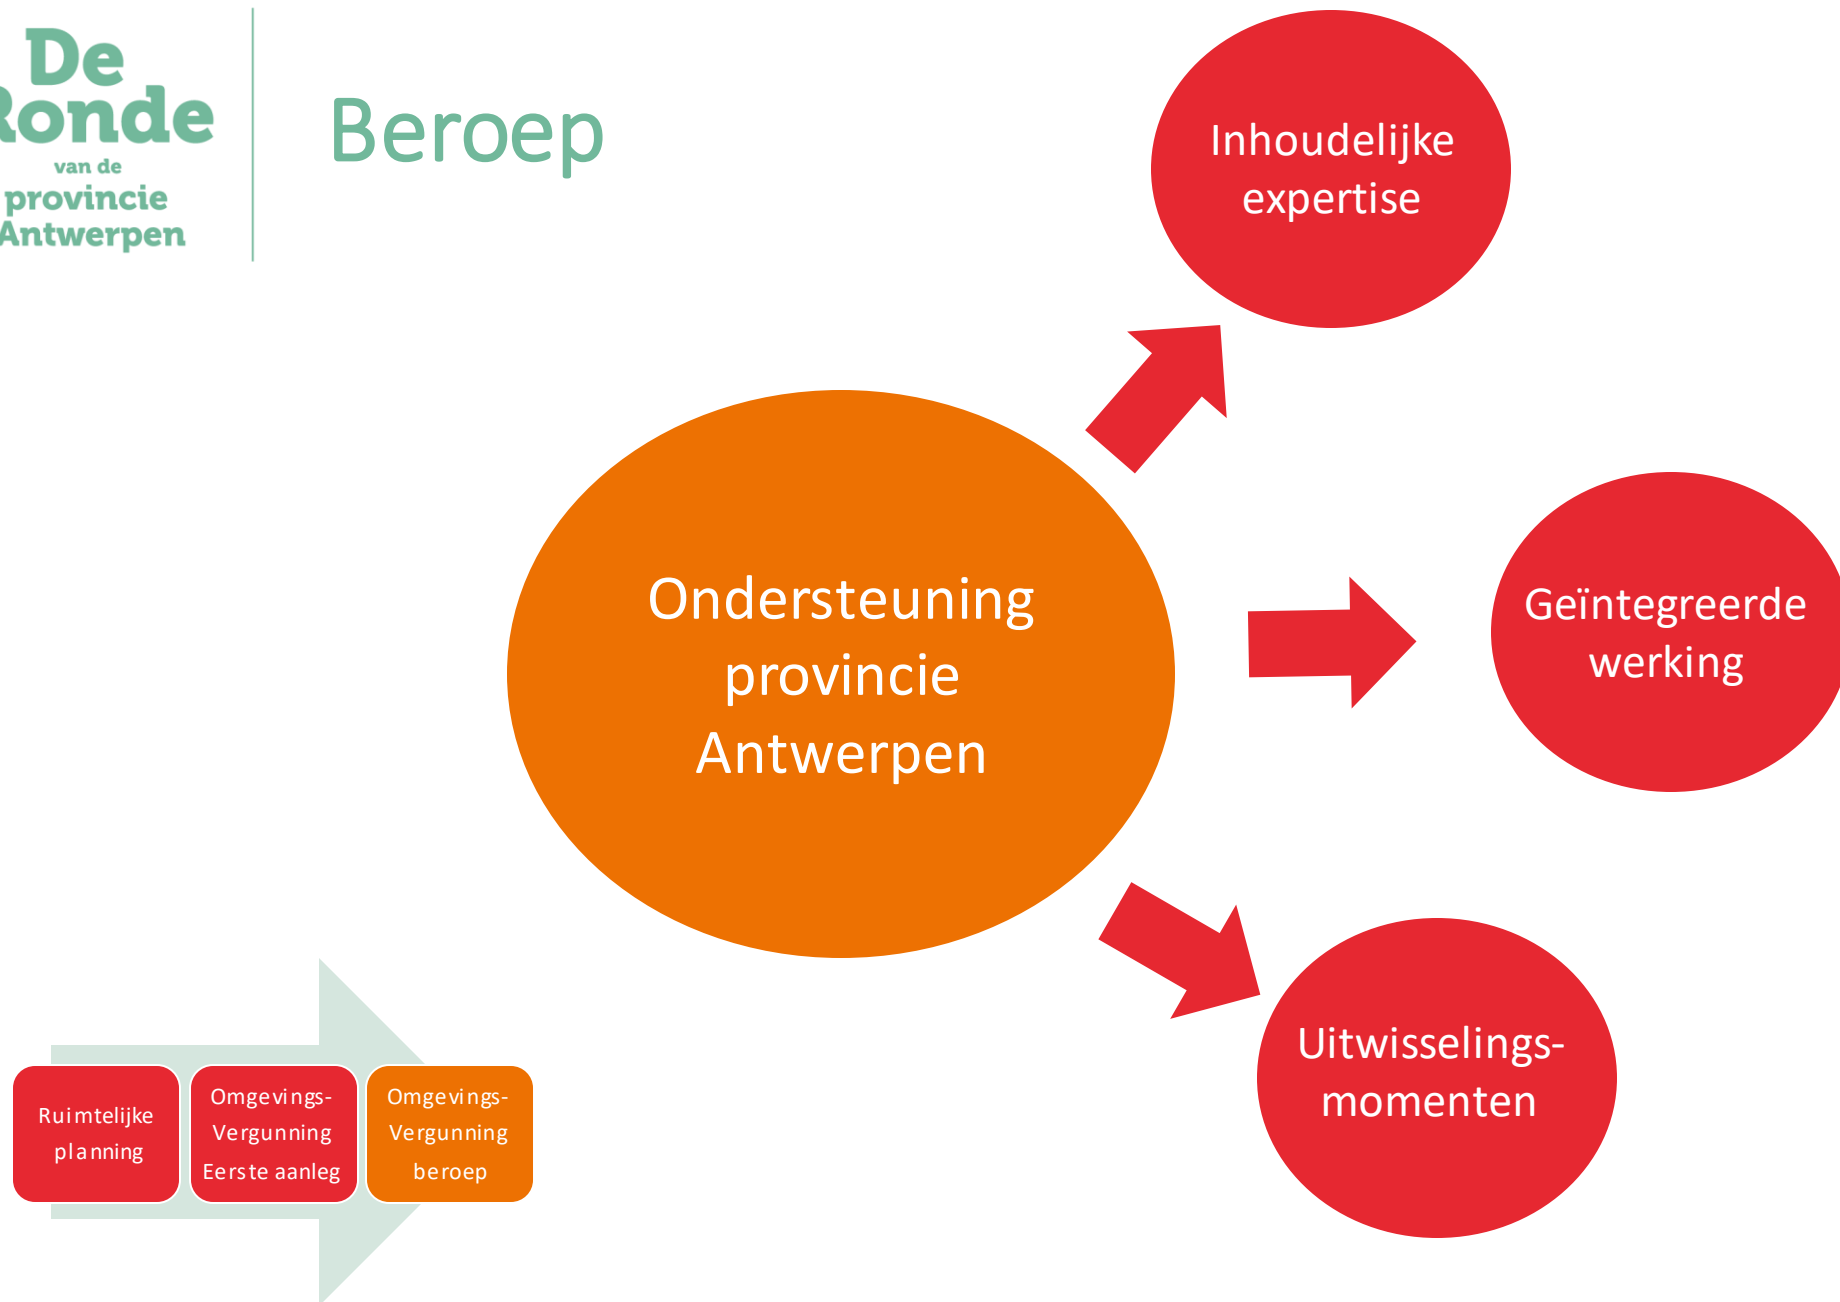 De
Ronde
van de
provincie
Antwerpen
Beroep
Inhoudelijke
expertise
Ondersteuning
provincie
Antwerpen
Geïntegreerde
werking
Uitwisselings-
momenten
Ruimtelijke
planning
Omgevings-
Vergunning
Eerste aanleg
Omgevings-
Vergunning
beroep